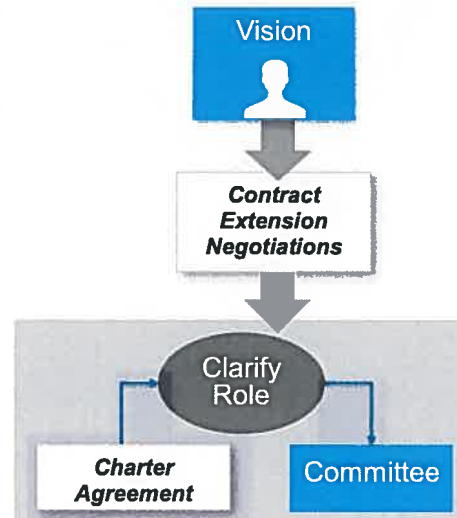 Vision
Contract
Extension
Negotiations
Clarify
Role
Charter
Agreement
Committee